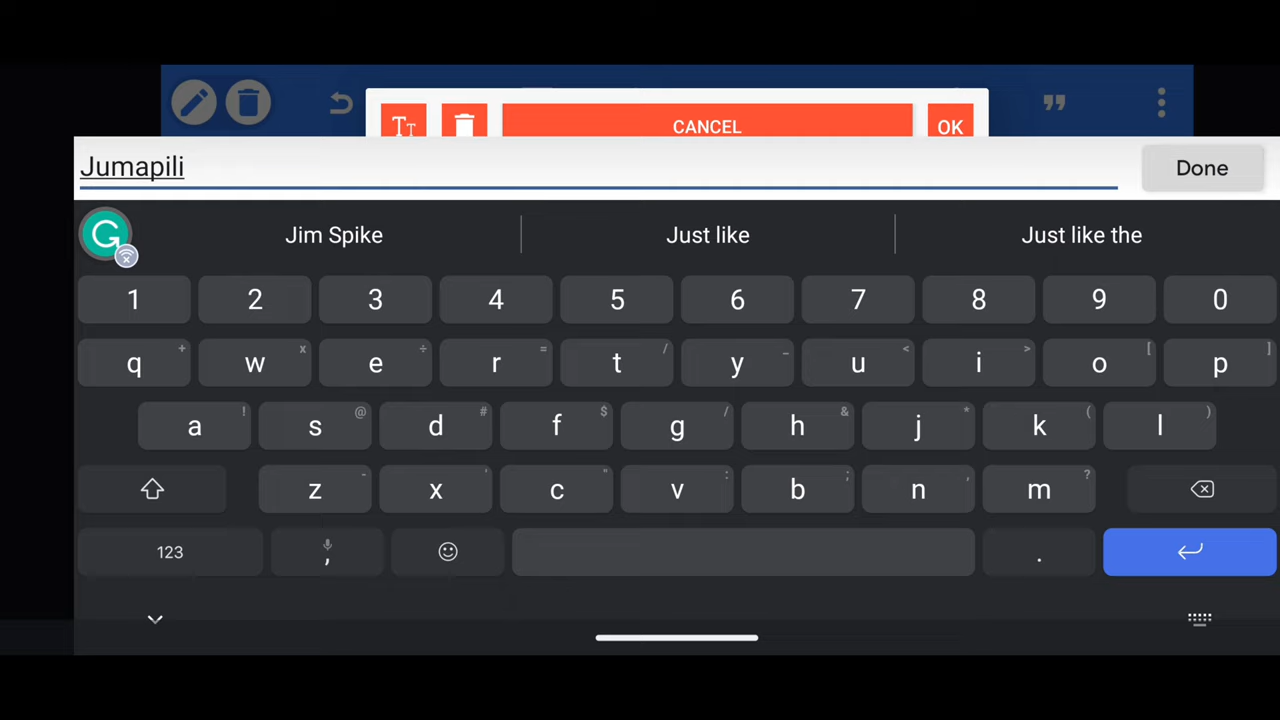 TT
CANCEL
OK
Jumapili
Done
Jim Spike
Just like
Just like the
1 2 3 4 5 6 7 8 9 0
q + w x e ÷ r = t / y _ u < i > o [ p ]
a ! s @ d # f $ g / h & j * k ( l )
z - x ' c " v : b ; n , m ?
123 , .